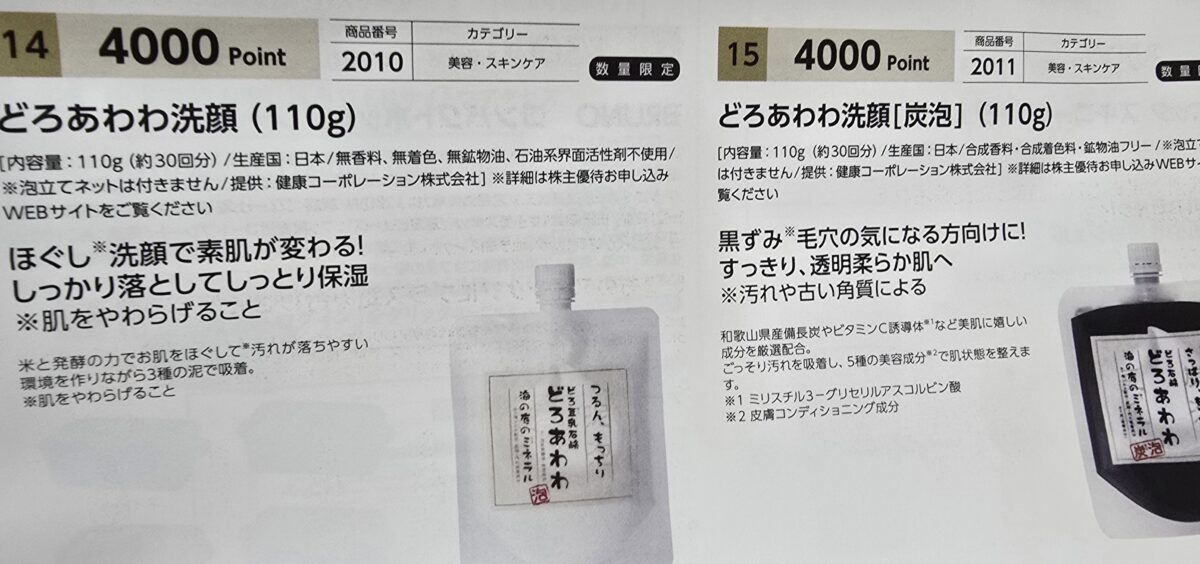 14 4000 Point
商品番号 カテゴリー
2010 美容・スキンケア
数量限定
どろあわわ洗顔 (110g)
[内容量：110g (約30回分) /生産国：日本/無香料、無着色、無鉱物油、石油系界面活性剤不使用/
※泡立てネットは付きません/提供：健康コーポレーション株式会社] ※詳細は株主優待お申し込み
WEBサイトをご覧ください
ほぐし※洗顔で素肌が変わる!
しっかり落としてしっとり保湿
※肌をやわらげること
米と発酵の力でお肌をほぐして※汚れが落ちやすい
環境を作りながら3種の泥で吸着。
※肌をやわらげること
つるん、もっちり
どろ豆乳石鹸
どろあわわ
海の宿のミネラル
泡
15 4000 Point
商品番号 カテゴリー
2011 美容・スキンケア
数量
どろあわわ洗顔[炭泡] (110g)
[内容量：110g (約30回分) /生産国：日本/合成香料・合成着色料・鉱物油フリー/※泡立て
は付きません/提供：健康コーポレーション株式会社] ※詳細は株主優待お申し込みWEBサ
覧ください
黒ずみ※毛穴の気になる方向けに!
すっきり、透明柔らか肌へ
※汚れや古い角質による
和歌山県産備長炭やビタミンC誘導体※1など美肌に嬉しい
成分を厳選配合。
ごっそり汚れを吸着し、5種の美容成分※2で肌状態を整えま
す。
※1 ミリスチル3-グリセリルアスコルビン酸
※2 皮膚コンディショニング成分
さっぱり
どろ石鹸
どろあわわ
ミネラル
炭泡